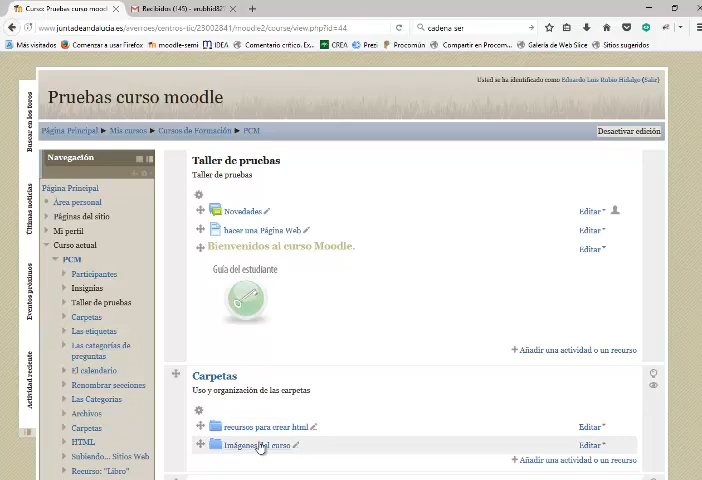 Curso: Pruebas curso moodle
Recibidos (145) - erubhid82
www.juntadeandalucia.es/averroes/centros-tic/25002841/moodle2/course/view.php?id=44
cadena ser
Más visitados
Comenzar a usar Firefox
moodle-semi
IDEA
Comentario crítico. Ex...
CEA
Prezi
Procomún
Compartir en Procom...
Galería de Web Slice
Sitios sugeridos
Usted se ha identificado como Eduardo Luis Rubio Hidalgo (Salir)
Pruebas curso moodle
Página Principal ► Mis cursos ► Cursos de Formación ► PCM
Desactivar edición
Buscar en los foros
Últimas noticias
Eventos próximos
Actividad reciente
Navegación
Página Principal
Área personal
Páginas del sitio
Mi perfil
Curso actual
PCM
Participantes
Insignias
Taller de pruebas
Carpetas
Las etiquetas
Las categorías de
preguntas
El calendario
Renombrar secciones
Las Categorias
Archivos
Carpetas
HTML
Subiendo... Sitios Web
Recurso: "Libro"
Taller de pruebas
Taller de pruebas
Novedades
Editar
hacer una Página Web
Editar
Bienvenidos al curso Moodle.
Editar
Guía del estudiante
Añadir una actividad o un recurso
Carpetas
Uso y organización de las carpetas
recursos para crear html
Editar
Imágenes del curso
Editar
Añadir una actividad o un recurso